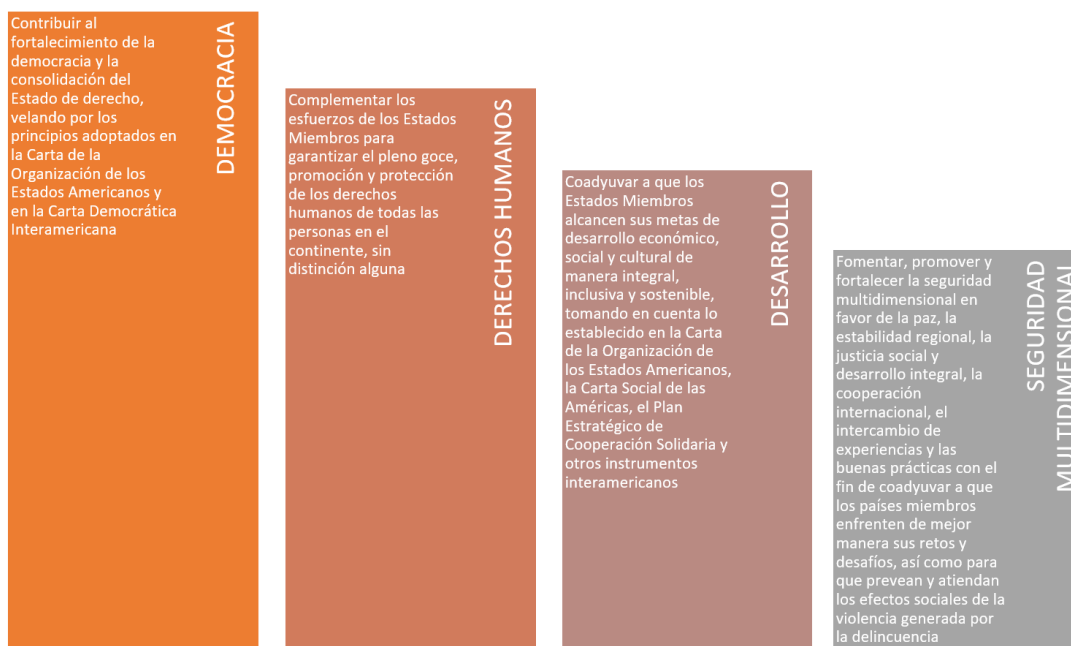 Contribuir al
fortalecimiento de la
democracia y la
consolidación del
Estado de derecho,
velando por los
principios adoptados en
la Carta de la
Organización de los
Estados Americanos y
en la Carta Democrática
Interamericana
DEMOCRACIA
Complementar los
esfuerzos de los Estados
Miembros para
garantizar el pleno goce,
promoción y protección
de los derechos
humanos de todas las
personas en el
continente, sin
distinción alguna
DERECHOS HUMANOS
Coadyuvar a que los
Estados Miembros
alcancen sus metas de
desarrollo económico,
social y cultural de
manera integral,
inclusiva y sostenible,
tomando en cuenta lo
establecido en la Carta
de la Organización de
los Estados Americanos,
la Carta Social de las
Américas, el Plan
Estratégico de
Cooperación Solidaria y
otros instrumentos
interamericanos
DESARROLLO
Fomentar, promover y
fortalecer la seguridad
multidimensional en
favor de la paz, la
estabilidad regional, la
justicia social y
desarrollo integral, la
cooperación
internacional, el
intercambio de
experiencias y las
buenas prácticas con el
fin de coadyuvar a que
los países miembros
enfrenten de mejor
manera sus retos y
desafíos, así como para
que prevean y atiendan
los efectos sociales de la
violencia generada por
la delincuencia
SEGURIDAD
MULTIDIMENSIONAL